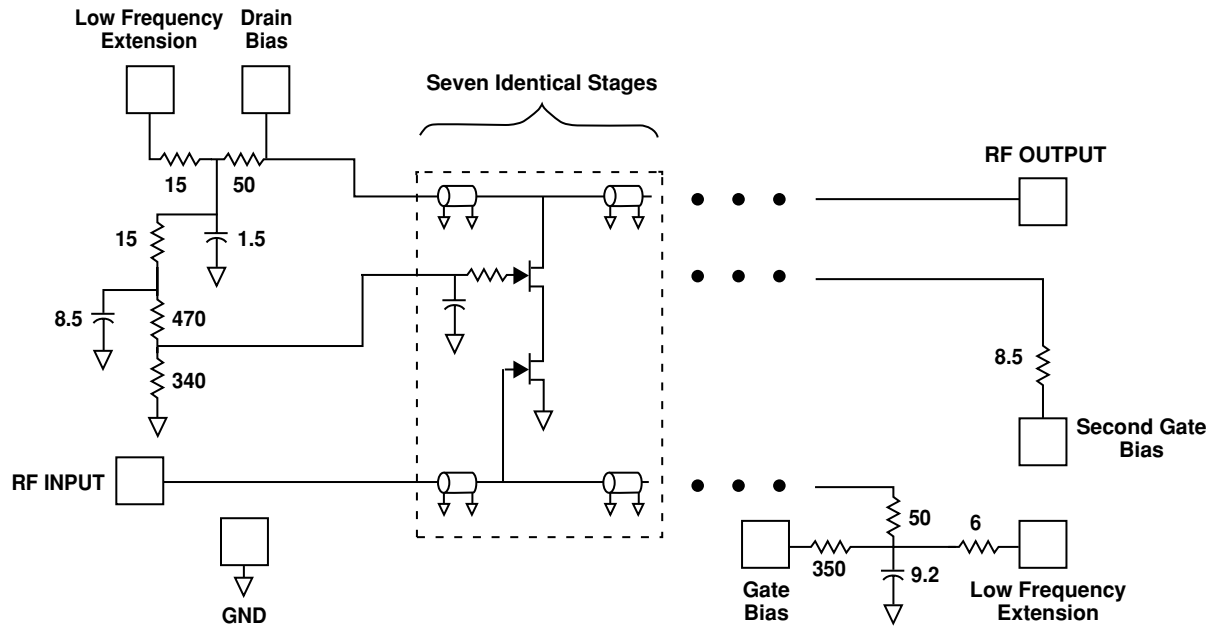 Low Frequency
Extension
Drain
Bias
Seven Identical Stages
RF OUTPUT
15
50
15
1.5
8.5
470
340
8.5
Second Gate
Bias
RF INPUT
50
6
350
9.2
GND
Gate
Bias
Low Frequency
Extension